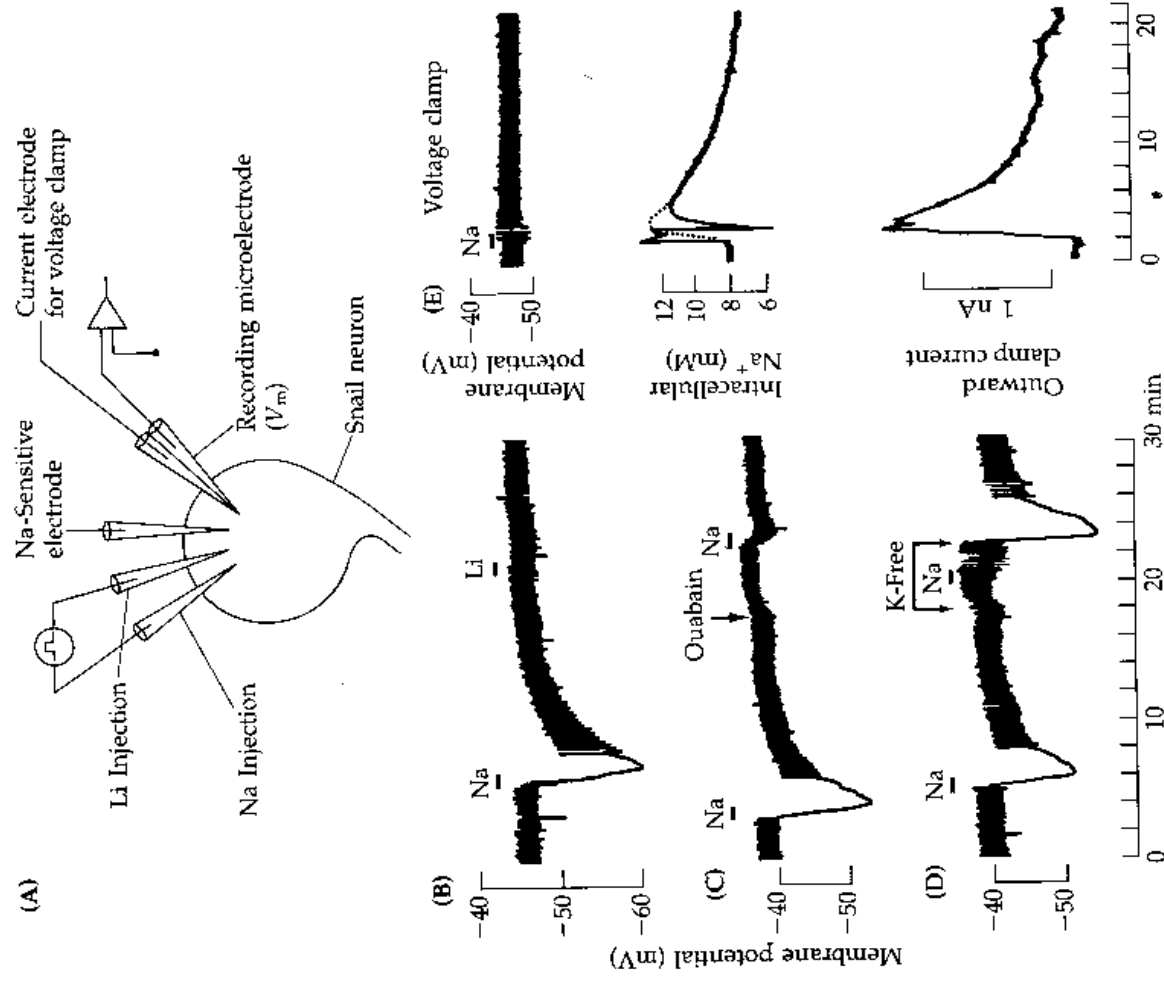 (A)
Na-Sensitive
electrode
Current electrode
for voltage clamp
Li Injection
Na Injection
Recording microelectrode
(Vm)
Snail neuron
(B)
Na
Li
-40
-50
-60
(C)
Na
Ouabain
Na
-40
-50
(D)
Na
K-Free
Na
-40
-50
Membrane potential (mV)
0
10
20
30 min
(E)
Voltage clamp
Na
-40
-50
Membrane
potential (mV)
12
10
8
6
Intracellular
Na+ (mM)
1 nA
Outward
clamp current
0
10
20